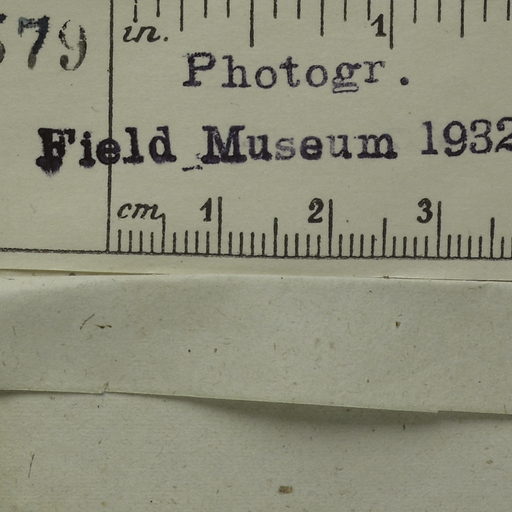 579
in. 1
Photogr.
Field Museum 1932
cm 1 2 3